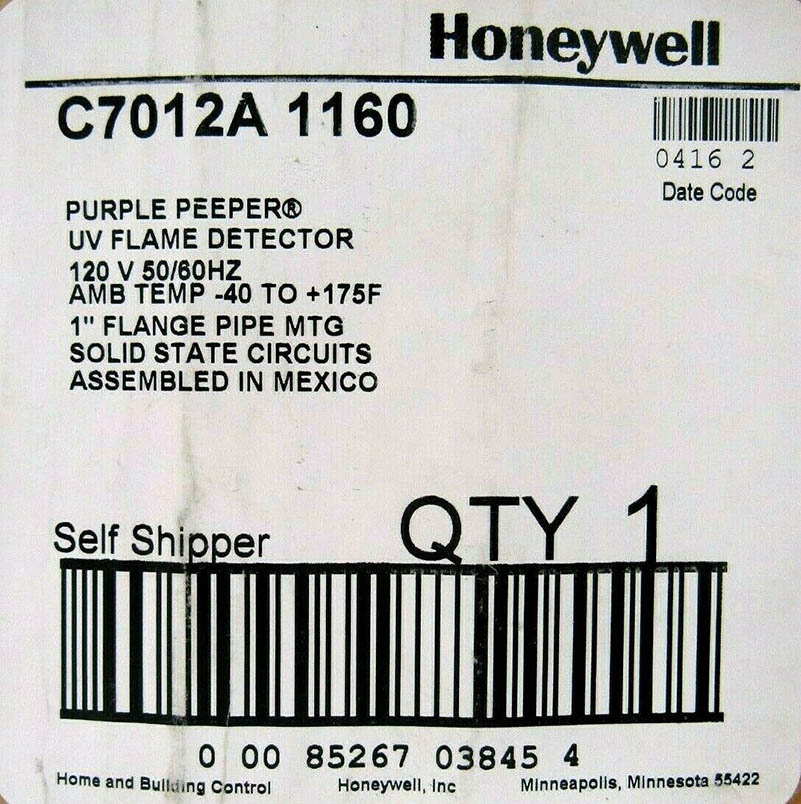 Honeywell
C7012A 1160
0416 2
Date Code
PURPLE PEEPER®
UV FLAME DETECTOR
120 V 50/60HZ
AMB TEMP -40 TO +175F
1" FLANGE PIPE MTG
SOLID STATE CIRCUITS
ASSEMBLED IN MEXICO
Self Shipper QTY 1
0 00 85267 03845 4
Home and Building Control Honeywell, Inc Minneapolis, Minnesota 55422